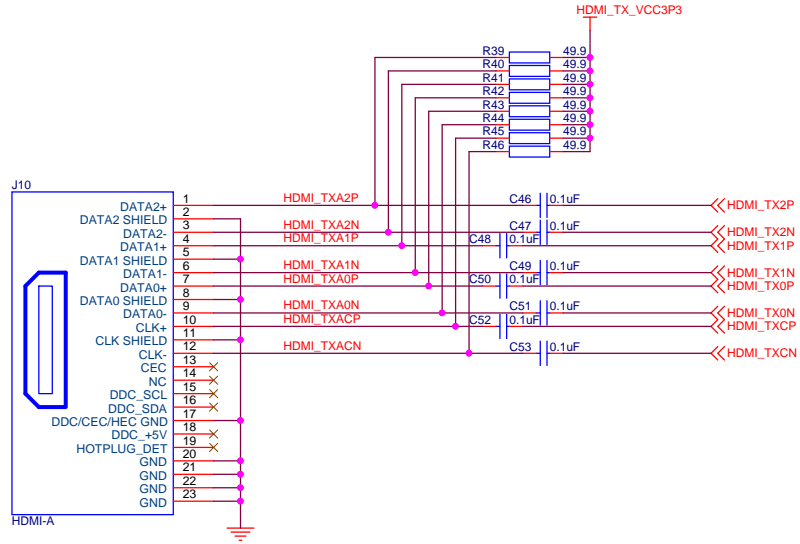 HDMI_TX_VCC3P3
R39 49.9
R40 49.9
R41 49.9
R42 49.9
R43 49.9
R44 49.9
R45 49.9
R46 49.9
J10
DATA2+ 1 HDMI_TXA2P C46 0.1uF HDMI_TX2P
DATA2 SHIELD 2
DATA2- 3 HDMI_TXA2N C47 0.1uF HDMI_TX2N
DATA1+ 4 HDMI_TXA1P C48 0.1uF HDMI_TX1P
DATA1 SHIELD 5
DATA1- 6 HDMI_TXA1N C49 0.1uF HDMI_TX1N
DATA0+ 7 HDMI_TXA0P C50 0.1uF HDMI_TX0P
DATA0 SHIELD 8
DATA0- 9 HDMI_TXA0N C51 0.1uF HDMI_TX0N
CLK+ 10 HDMI_TXACP C52 0.1uF HDMI_TXCP
CLK SHIELD 11
CLK- 12 HDMI_TXACN C53 0.1uF HDMI_TXCN
CEC 13
NC 14
DDC_SCL 15
DDC_SDA 16
DDC/CEC/HEC GND 17
DDC_+5V 18
HOTPLUG_DET 19
GND 20
GND 21
GND 22
GND 23
HDMI-A